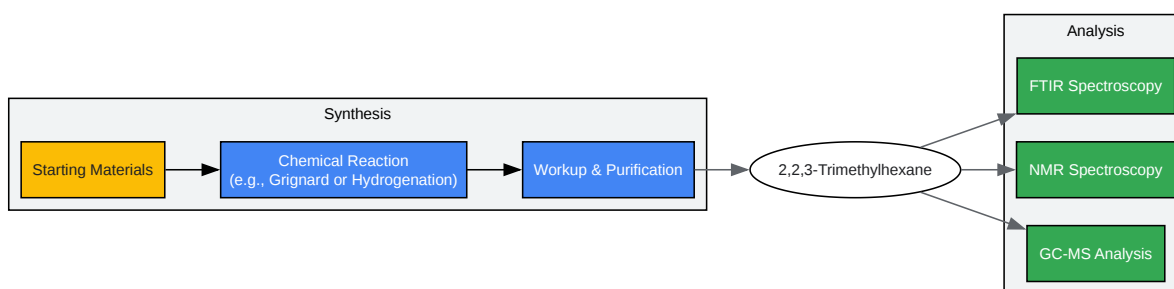 Synthesis
Starting Materials
Chemical Reaction
(e.g., Grignard or Hydrogenation)
Workup & Purification
2,2,3-Trimethylhexane
Analysis
FTIR Spectroscopy
NMR Spectroscopy
GC-MS Analysis